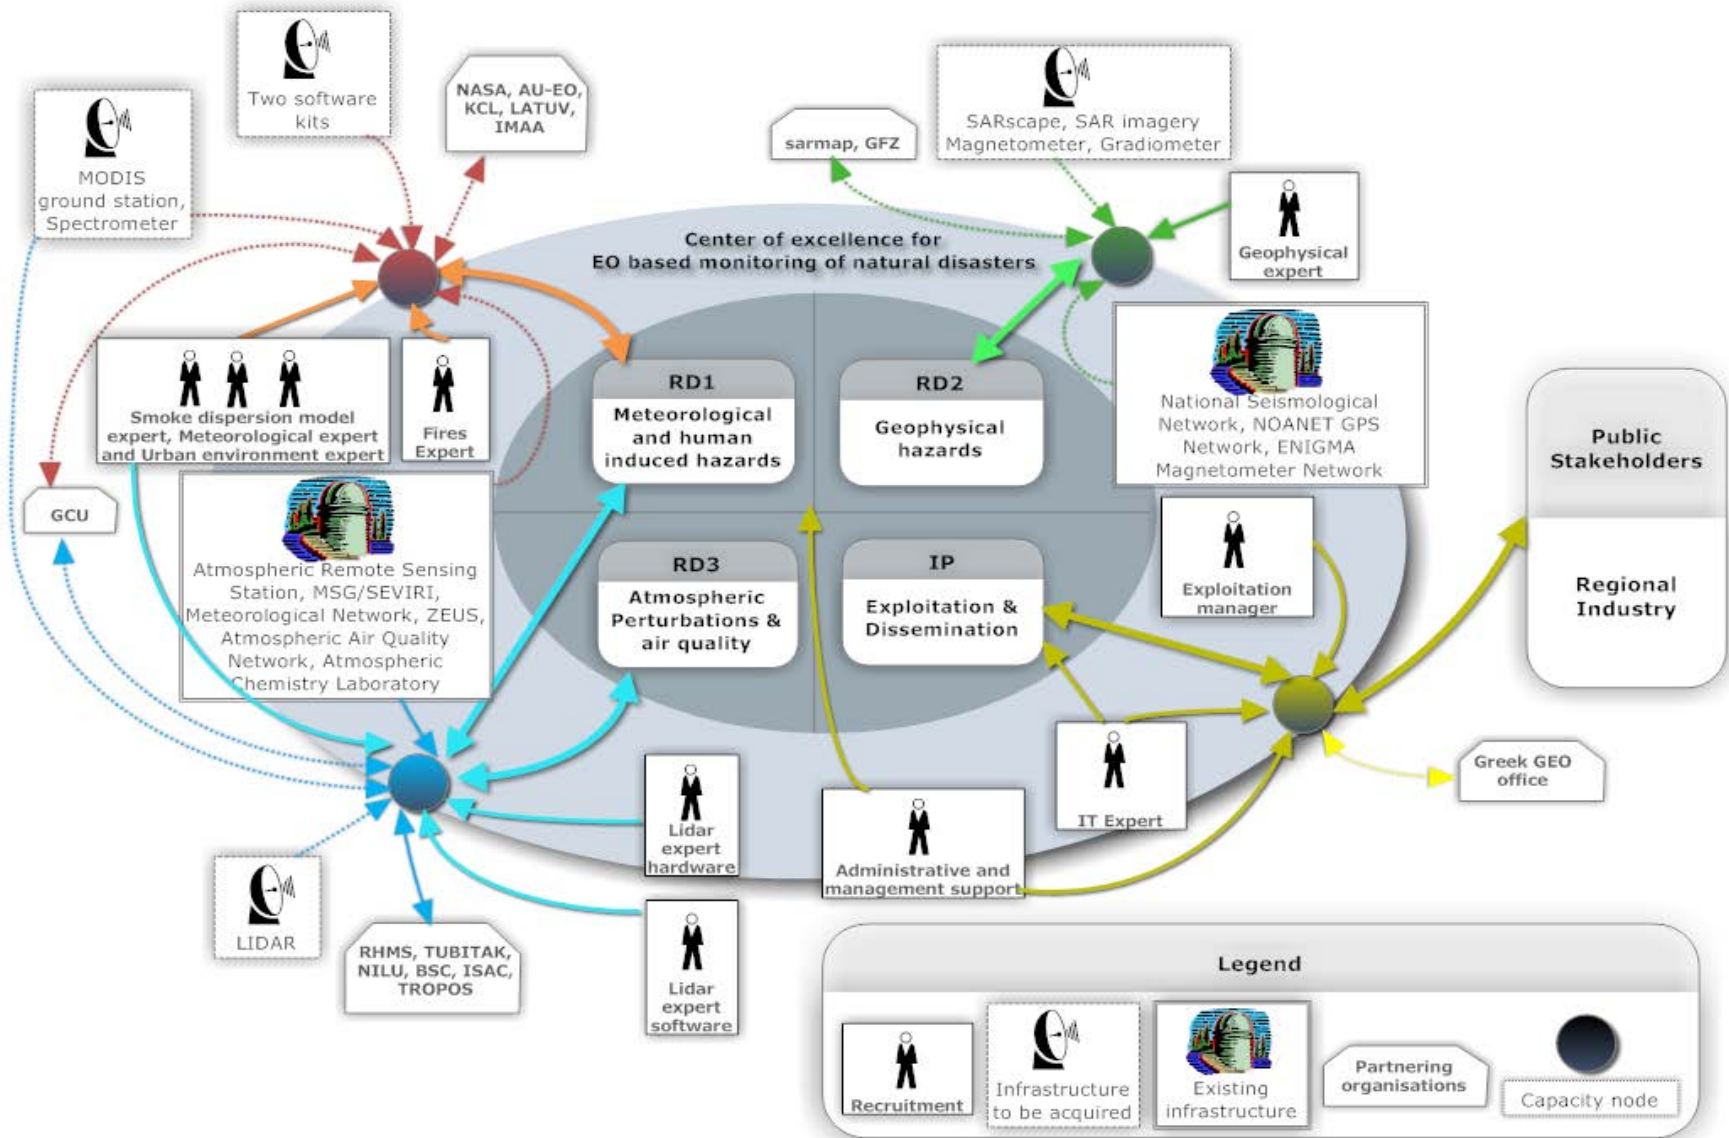 Two software
kits
NASA, AU-EO,
KCL, LATUV,
IMAA
MODIS
ground station,
Spectrometer
sarmap, GFZ
SARscape, SAR imagery
Magnetometer, Gradiometer
Geophysical
expert
Center of excellence for
EO based monitoring of natural disasters
Smoke dispersion model
expert, Meteorological expert
and Urban environment expert
Fires
Expert
RD1
Meteorological
and human
induced hazards
RD2
Geophysical
hazards
National Seismological
Network, NOANET GPS
Network, ENIGMA
Magnetometer Network
Public
Stakeholders
Regional
Industry
GCU
Atmospheric Remote Sensing
Station, MSG/SEVIRI,
Meteorological Network, ZEUS,
Atmospheric Air Quality
Network, Atmospheric
Chemistry Laboratory
RD3
Atmospheric
Perturbations &
air quality
IP
Exploitation &
Dissemination
Exploitation
manager
Greek GEO
office
IT Expert
Lidar
expert
hardware
Administrative and
management support
LIDAR
RHMS, TUBITAK,
NILU, BSC, ISAC,
TROPOS
Lidar
expert
software
Legend
Recruitment
Infrastructure
to be acquired
Existing
infrastructure
Partnering
organisations
Capacity node